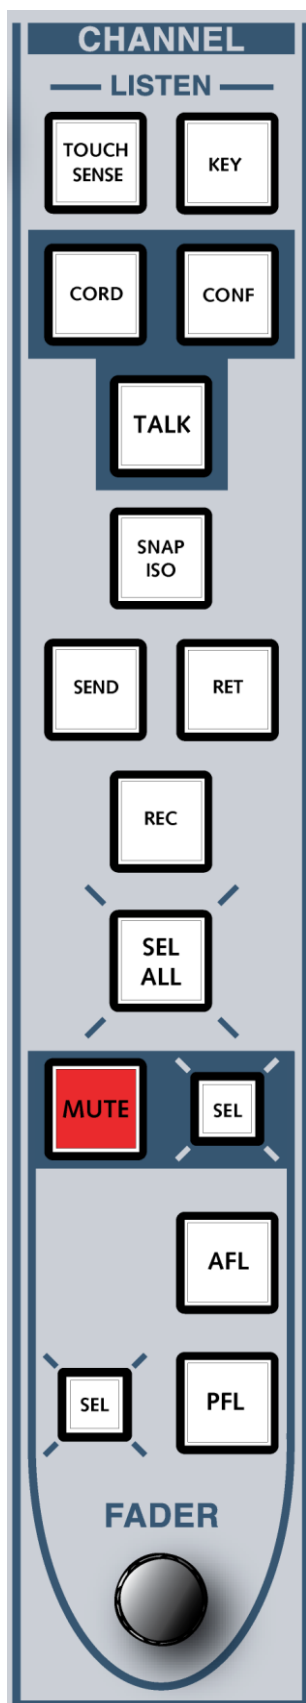 CHANNEL
LISTEN
TOUCH
SENSE
KEY
CORD
CONF
TALK
SNAP
ISO
SEND
RET
REC
SEL
ALL
MUTE
SEL
AFL
SEL
PFL
FADER